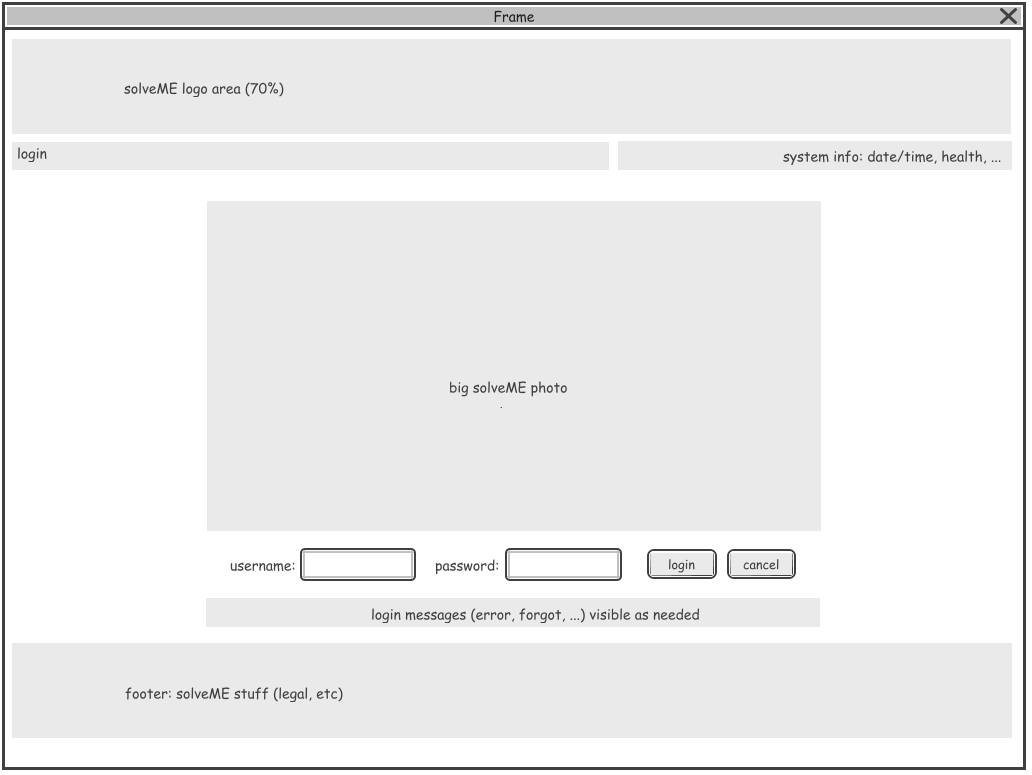 Frame
solveME logo area (70%)
login
system info: date/time, health, ...
big solveME photo
.
username:
password:
login
cancel
login messages (error, forgot, ...) visible as needed
footer: solveME stuff (legal, etc)